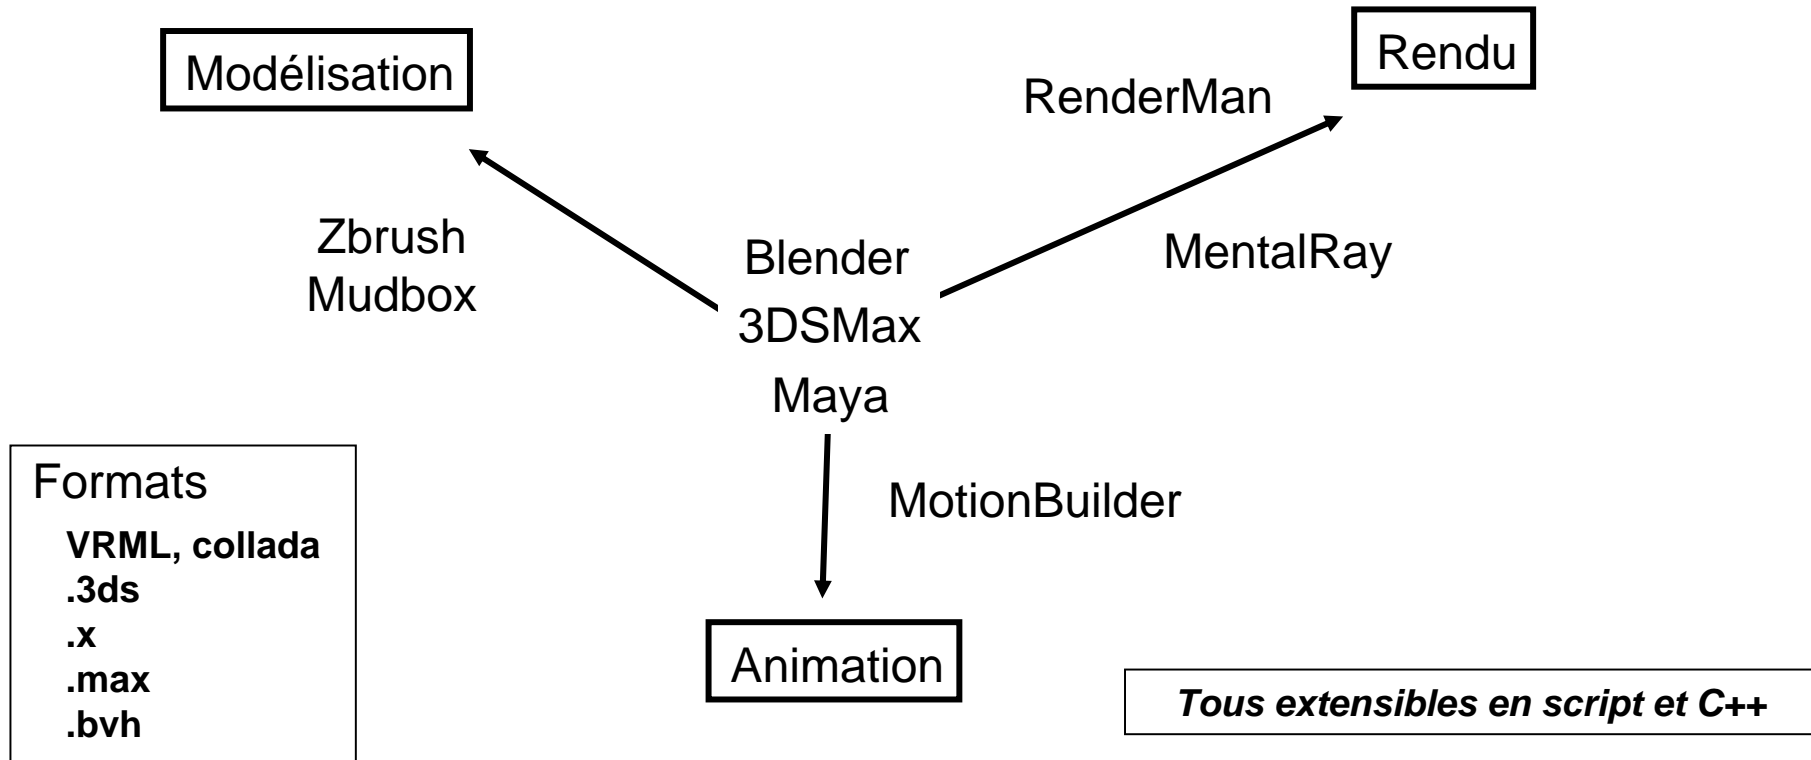 Modélisation
Rendu
RenderMan
Zbrush
Mudbox
Blender
3DSMax
Maya
MentalRay
MotionBuilder
Formats
VRML, collada
.3ds
.x
.max
.bvh
Animation
Tous extensibles en script et C++